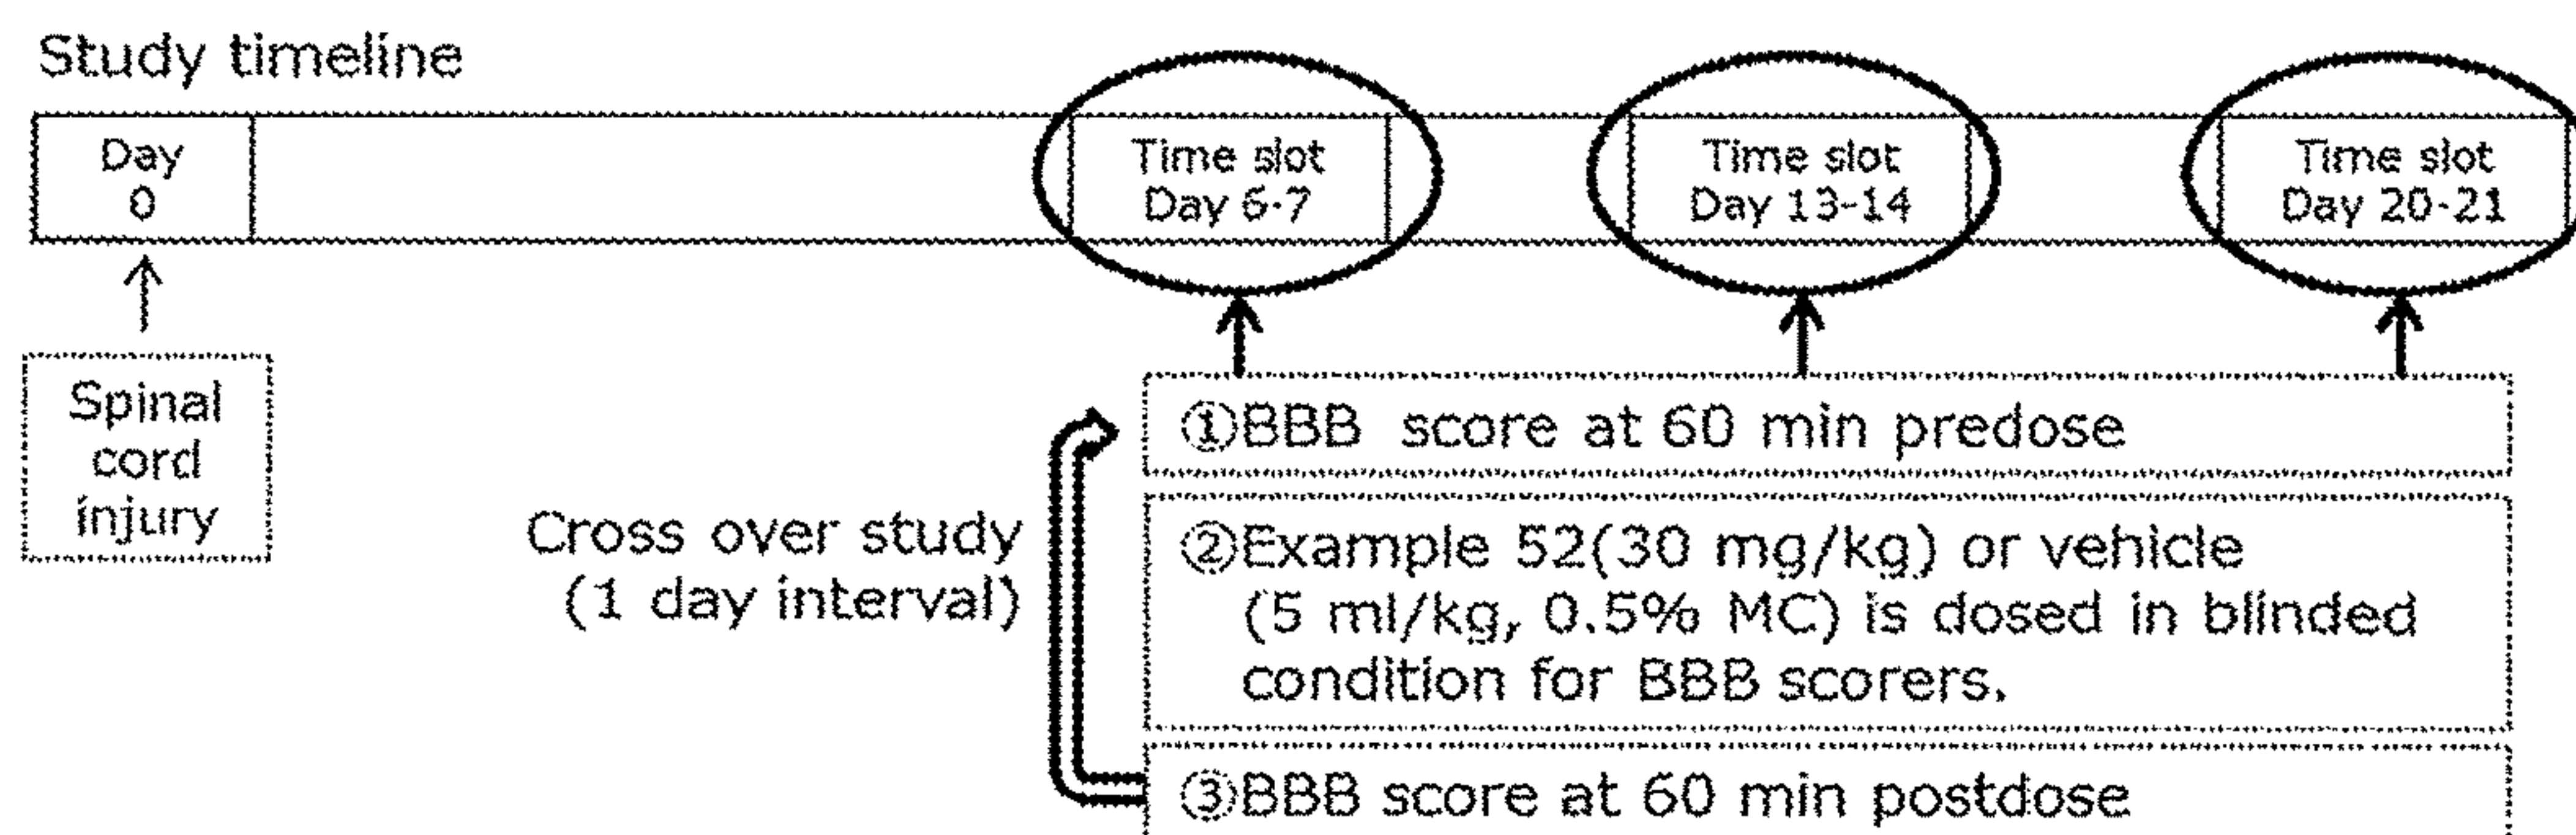 Study timeline
Day
0
Time slot
Day 6-7
Time slot
Day 13-14
Time slot
Day 20-21
Spinal
cord
injury
Cross over study
(1 day interval)
①BBB score at 60 min predose
②Example 52(30 mg/kg) or vehicle
(5 ml/kg, 0.5% MC) is dosed in blinded
condition for BBB scorers.
③BBB score at 60 min postdose